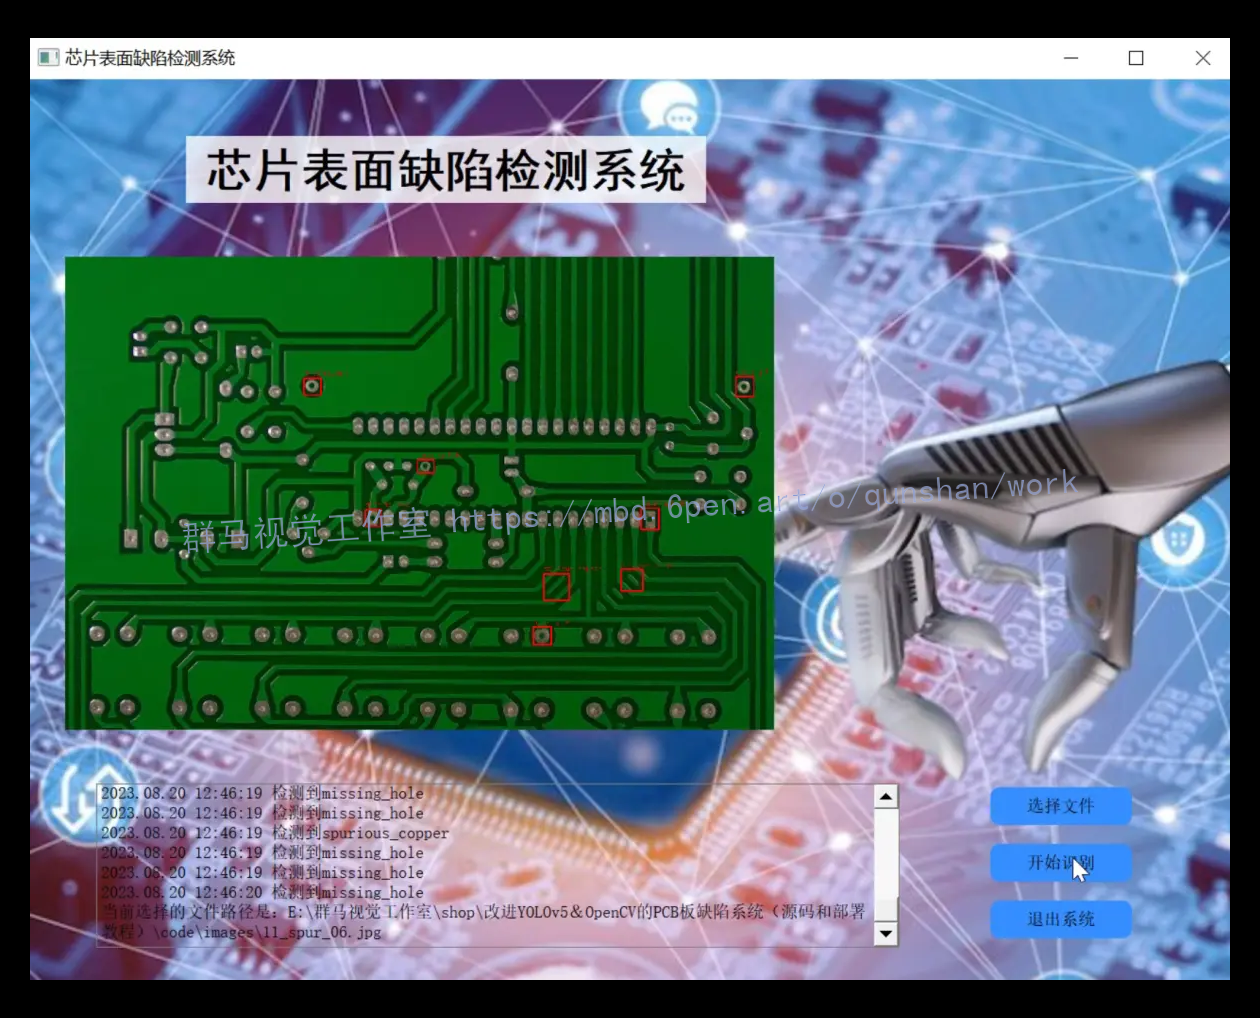 芯片表面缺陷检测系统
芯片表面缺陷检测系统
群马视觉工作室 https://mbd.6pen.art/o/qunshan/work
2023.08.20 12:46:19 检测到missing_hole
2023.08.20 12:46:19 检测到missing_hole
2023.08.20 12:46:19 检测到spurious_copper
2023.08.20 12:46:19 检测到missing_hole
2023.08.20 12:46:19 检测到missing_hole
2023.08.20 12:46:20 检测到missing_hole
当前选择的文件路径是：E:\群马视觉工作室\shop\改进YOLOv5＆OpenCV的PCB板缺陷系统（源码和部署
教程）\code\images\11_spur_06.jpg
选择文件
开始识别
退出系统